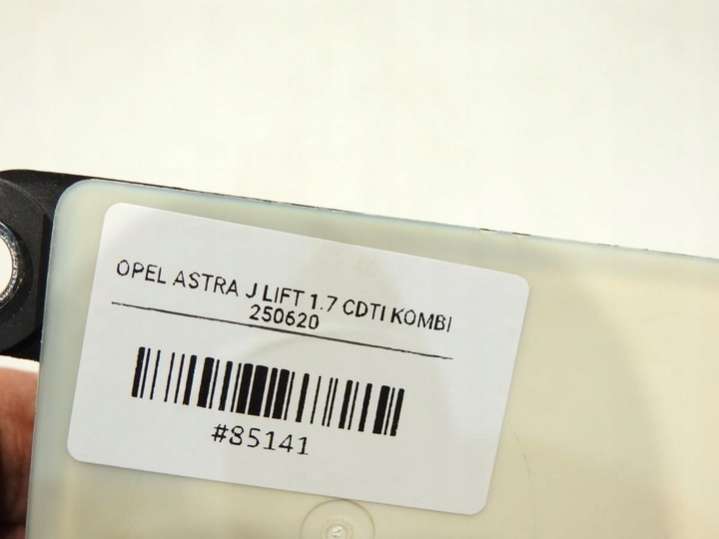 OPEL ASTRA J LIFT 1.7 CDTI KOMBI
250620
#85141